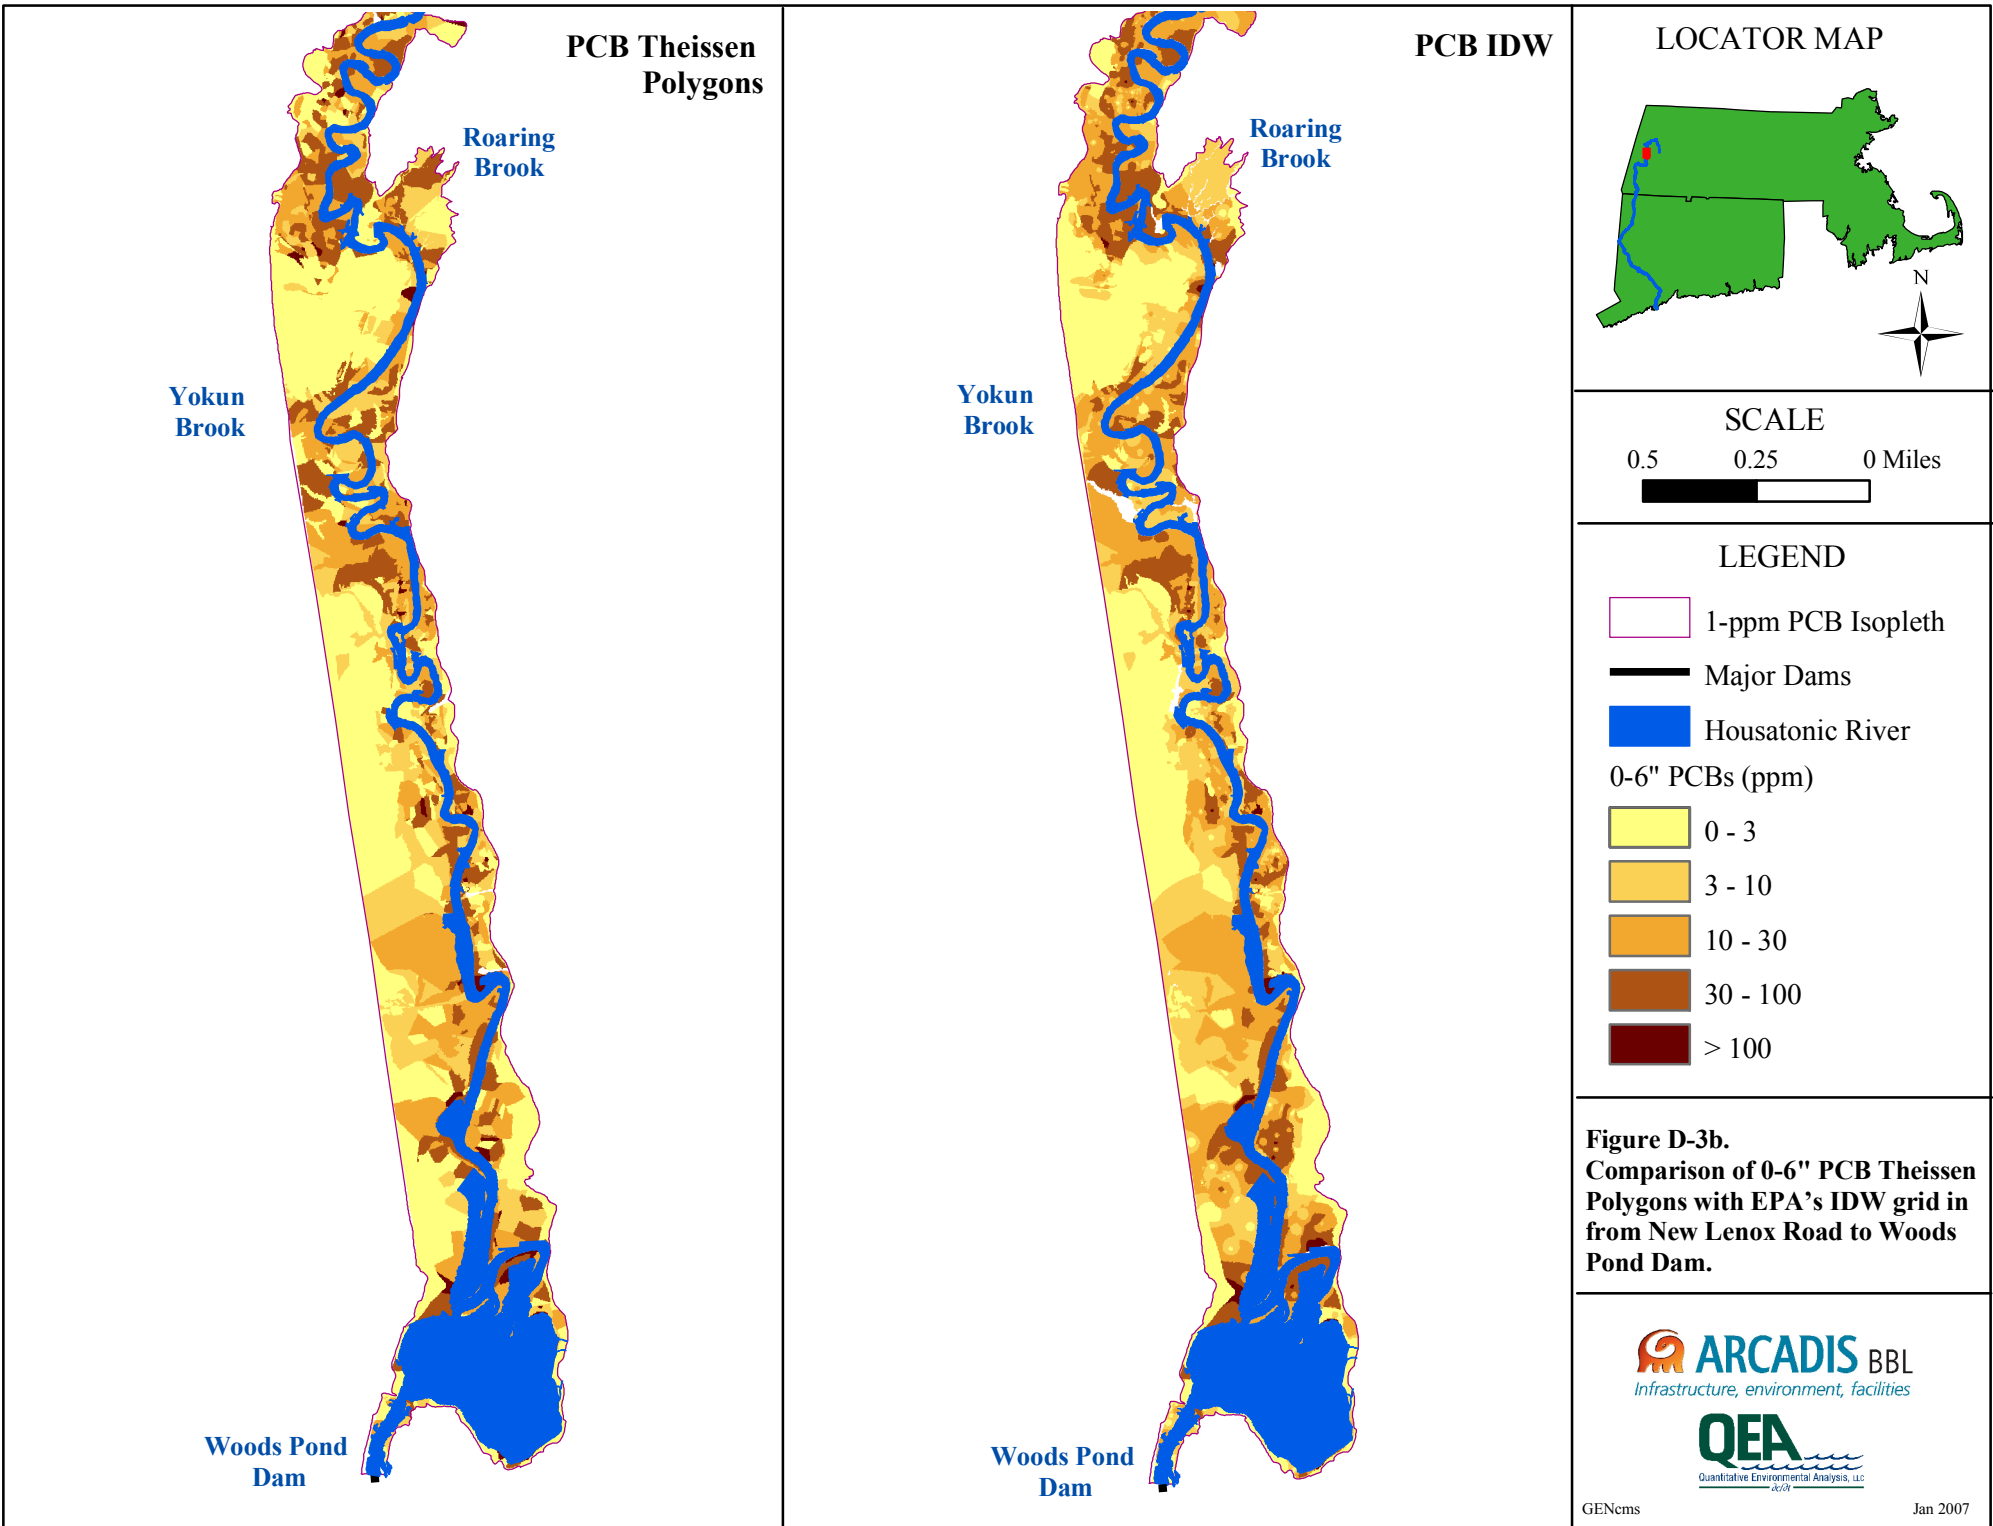 PCB Theissen
Polygons
Roaring
Brook
Yokun
Brook
Woods Pond
Dam
PCB IDW
Roaring
Brook
Yokun
Brook
Woods Pond
Dam
LOCATOR MAP
N
SCALE
0.5 0.25 0 Miles
LEGEND
1-ppm PCB Isopleth
Major Dams
Housatonic River
0-6" PCBs (ppm)
0 - 3
3 - 10
10 - 30
30 - 100
> 100
Figure D-3b.
Comparison of 0-6" PCB Theissen
Polygons with EPA's IDW grid in
from New Lenox Road to Woods
Pond Dam.
ARCADIS BBL
Infrastructure, environment, facilities
QEA
Quantitative Environmental Analysis, LLC
∂c/∂t
GENcms Jan 2007